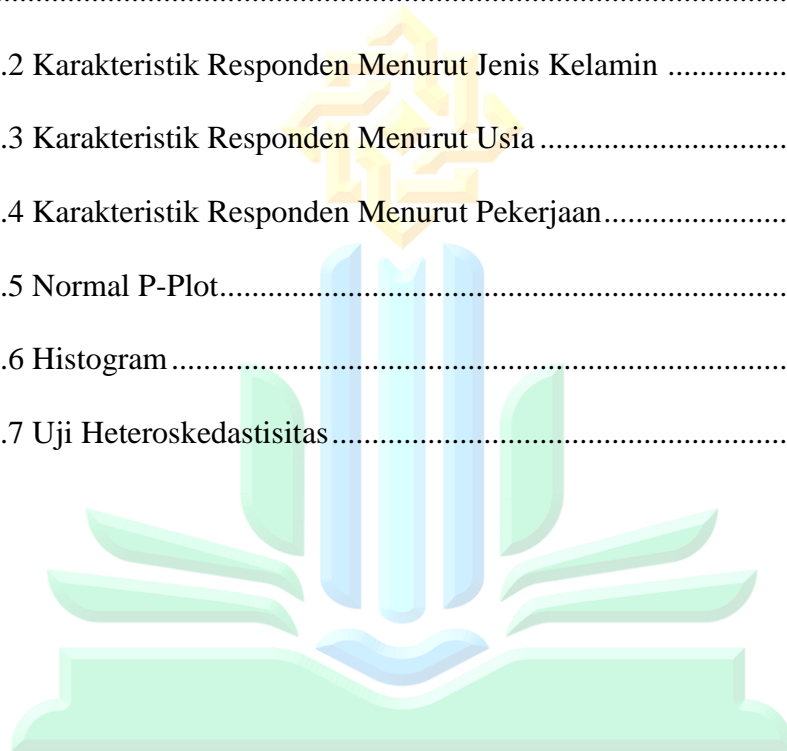 ................................................................................................................
.2 Karakteristik Responden Menurut Jenis Kelamin ..............
.3 Karakteristik Responden Menurut Usia ......................................
.4 Karakteristik Responden Menurut Pekerjaan............................
.5 Normal P-Plot....................................................................................
.6 Histogram ...........................................................................................
.7 Uji Heteroskedastisitas....................................................................